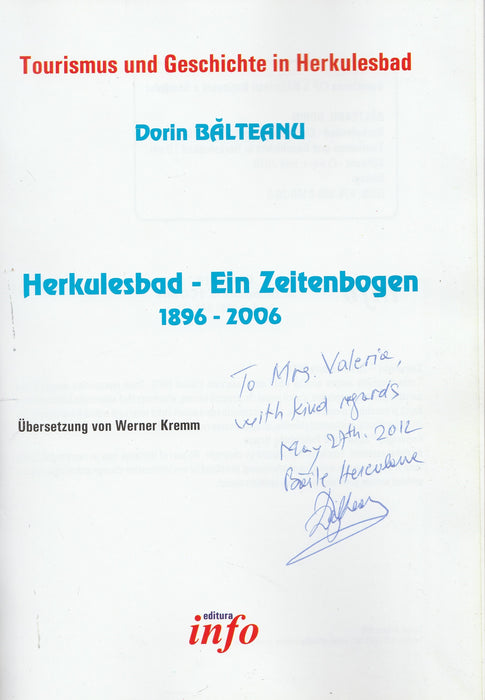 Tourismus und Geschichte in Herkulesbad
Dorin BĂLTEANU
Herkulesbad - Ein Zeitenbogen
1896 - 2006
To Mrs. Valeria,
with kind regards
Übersetzung von Werner Kremm
May 27th. 2012
Băile Herculane
editura
info